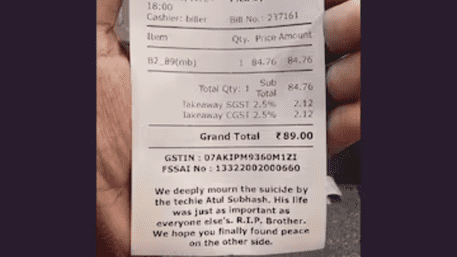 18:00
Cashier: biller Bill No.: 237161
Item Qty. Price Amount
B2_89(mb) 1 84.76 84.76
Total Qty: 1 Sub Total 84.76
Takeaway SGST 2.5% 2.12
Takeaway CGST 2.5% 2.12
Grand Total ₹89.00
GSTIN : 07AKIPM9360M1ZI
FSSAI No : 13322002000660
We deeply mourn the suicide by
the techie Atul Subhash. His life
was just as important as
everyone else's. R.I.P. Brother.
We hope you finally found peace
on the other side.